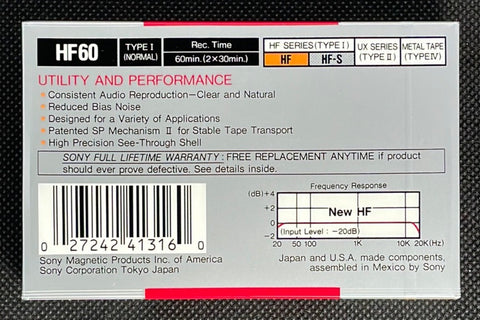 HF60
TYPE I
(NORMAL)
Rec. Time
60min.(2×30min.)
HF SERIES(TYPE I)
HF
HF-S
UX SERIES
(TYPE II)
METAL TAPE
(TYPE IV)
UTILITY AND PERFORMANCE
• Consistent Audio Reproduction—Clear and Natural
• Reduced Bias Noise
• Designed for a Variety of Applications
• Patented SP Mechanism II for Stable Tape Transport
• High Precision See-Through Shell
SONY FULL LIFETIME WARRANTY: FREE REPLACEMENT ANYTIME if product
should ever prove defective. See details inside.
0 27242 41316 0
Sony Magnetic Products Inc. of America
Sony Corporation Tokyo Japan
Frequency Response
(dB)+4
+2
0
−2
New HF
(Input Level : −20dB)
20 50 100 1K 10K 20K(Hz)
Japan and U.S.A. made components,
assembled in Mexico by Sony